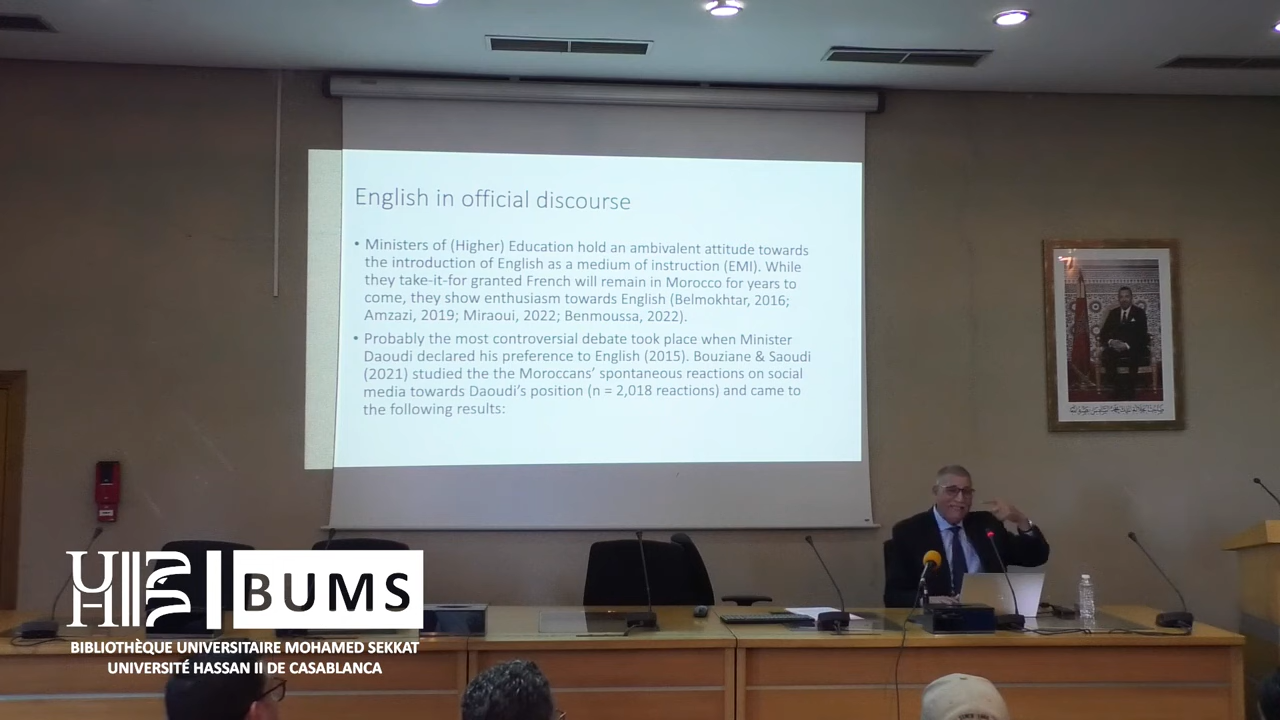 English in official discourse
• Ministers of (Higher) Education hold an ambivalent attitude towards
the introduction of English as a medium of instruction (EMI). While
they take-it-for granted French will remain in Morocco for years to
come, they show enthusiasm towards English (Belmokhtar, 2016;
Amzazi, 2019; Miraoui, 2022; Benmoussa, 2022).
• Probably the most controversial debate took place when Minister
Daoudi declared his preference to English (2015). Bouziane & Saoudi
(2021) studied the the Moroccans’ spontaneous reactions on social
media towards Daoudi’s position (n = 2,018 reactions) and came to
the following results:
UH2C BUMS
BIBLIOTHÈQUE UNIVERSITAIRE MOHAMED SEKKAT
UNIVERSITÉ HASSAN II DE CASABLANCA